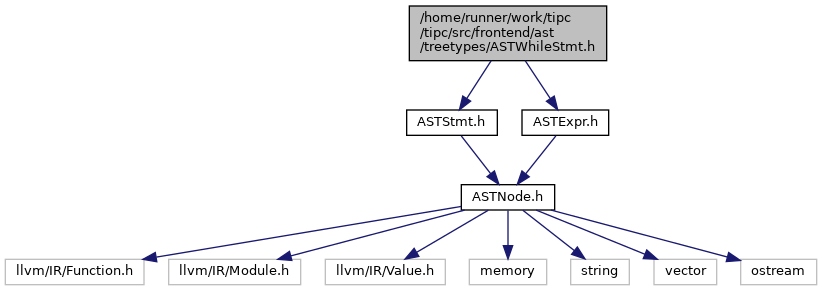 /home/runner/work/tipc
/tipc/src/frontend/ast
/treetypes/ASTWhileStmt.h
ASTStmt.h
ASTExpr.h
ASTNode.h
llvm/IR/Function.h
llvm/IR/Module.h
llvm/IR/Value.h
memory
string
vector
ostream